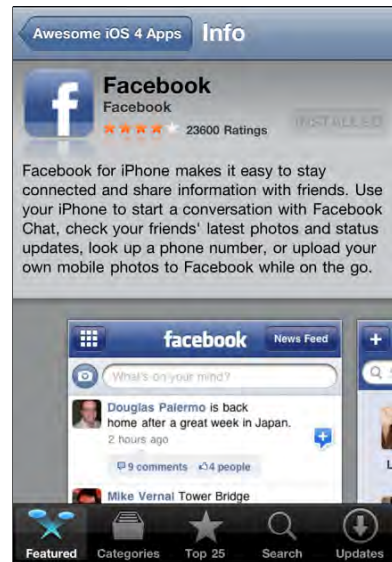 Awesome iOS 4 Apps
Info
Facebook
Facebook
23600 Ratings
INSTALLED
Facebook for iPhone makes it easy to stay
connected and share information with friends. Use
your iPhone to start a conversation with Facebook
Chat, check your friends' latest photos and status
updates, look up a phone number, or upload your
own mobile photos to Facebook while on the go.
facebook
News Feed
What's on your mind?
Douglas Palermo is back
home after a great week in Japan.
2 hours ago
9 comments 4 people
Mike Vernal Tower Bridge
Featured Categories Top 25 Search Updates